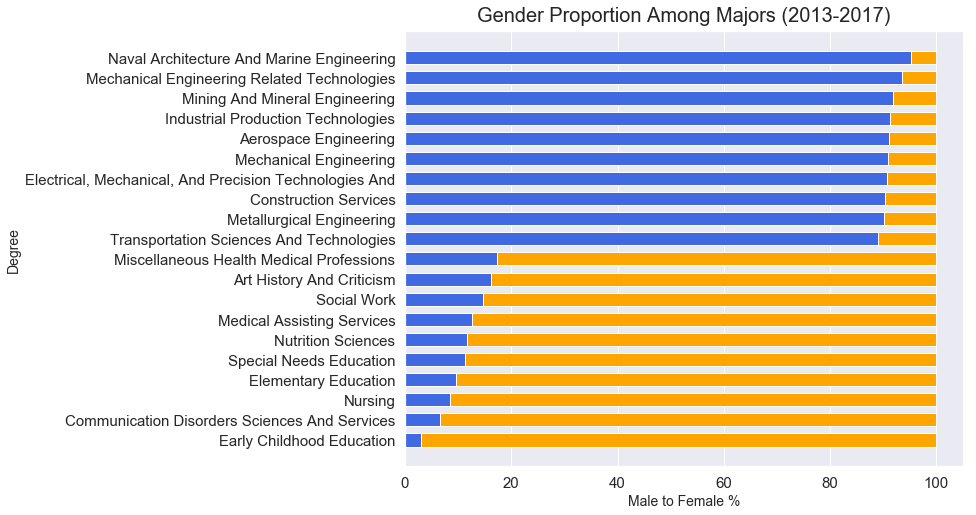 Gender Proportion Among Majors (2013-2017)
Naval Architecture And Marine Engineering
Mechanical Engineering Related Technologies
Mining And Mineral Engineering
Industrial Production Technologies
Aerospace Engineering
Mechanical Engineering
Electrical, Mechanical, And Precision Technologies And
Construction Services
Metallurgical Engineering
Transportation Sciences And Technologies
Miscellaneous Health Medical Professions
Art History And Criticism
Social Work
Medical Assisting Services
Nutrition Sciences
Special Needs Education
Elementary Education
Nursing
Communication Disorders Sciences And Services
Early Childhood Education
Degree
0 20 40 60 80 100
Male to Female %